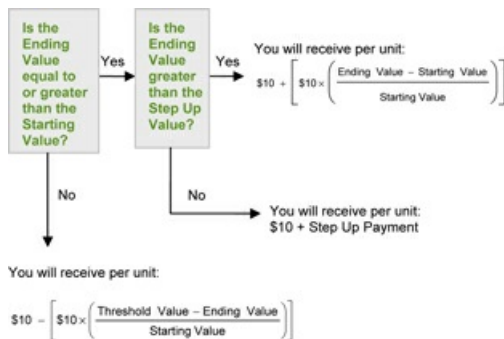 Is the
Ending
Value
equal to
or greater
than the
Starting
Value?
Yes
Is the
Ending
Value
greater
than the
Step Up
Value?
Yes
You will receive per unit:
$10 + [ $10 × ( Ending Value – Starting Value
Starting Value ) ]
No
No
You will receive per unit:
$10 + Step Up Payment
You will receive per unit:
$10 – [ $10 × ( Threshold Value – Ending Value
Starting Value ) ]